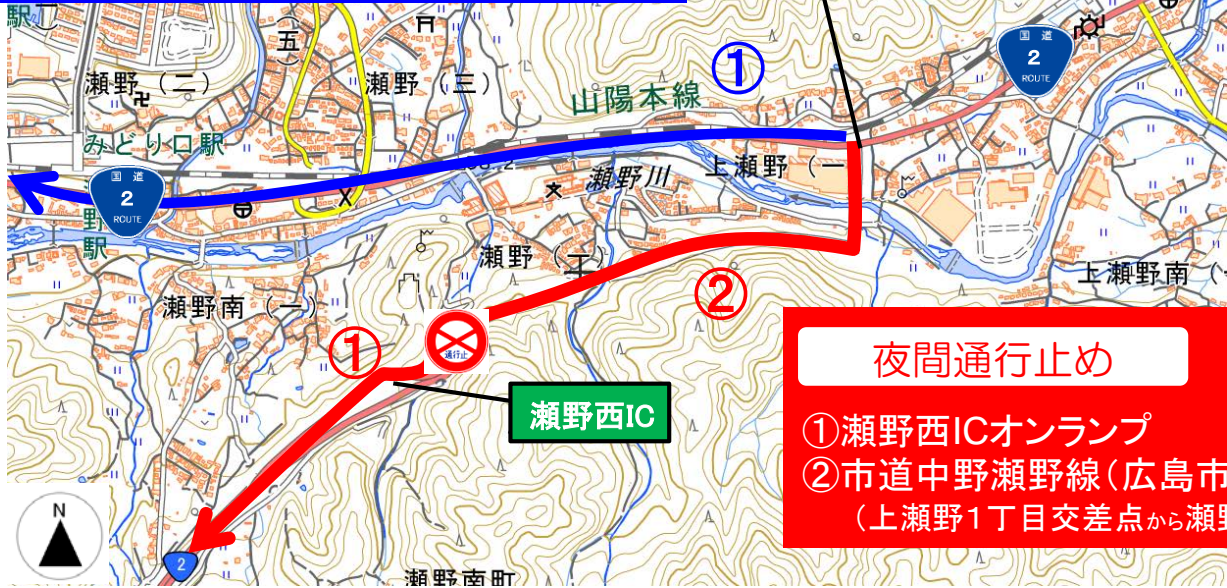 駅
(五)
国道
2
ROUTE
瀬野(二)
瀬野(三)
①
山陽本線
みどり口駅
国道
2
ROUTE
野
駅
瀬野川
上瀬野(一
瀬野
瀬野南(一)
②
上瀬野南(
①
通行止
瀬野西IC
夜間通行止め
①瀬野西ICオンランプ
②市道中野瀬野線(広島市
(上瀬野1丁目交差点から瀬野
N
2
瀬野南町